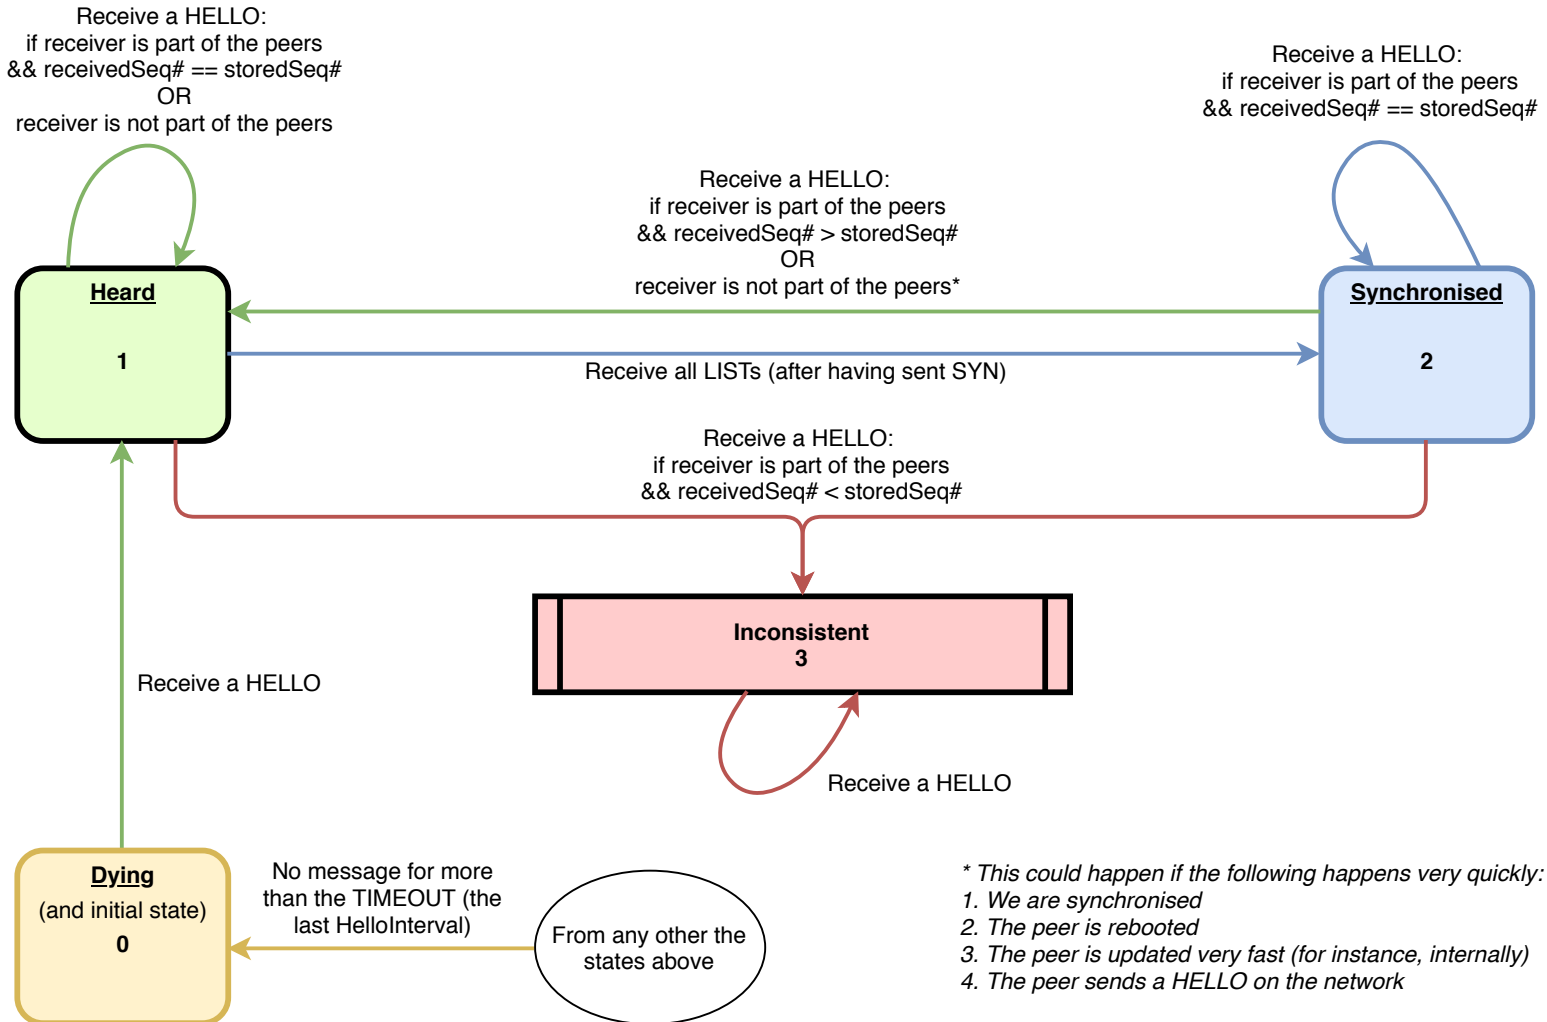 Receive a HELLO:
if receiver is part of the peers
&& receivedSeq# == storedSeq#
OR
receiver is not part of the peers
Receive a HELLO:
if receiver is part of the peers
&& receivedSeq# == storedSeq#
Receive a HELLO:
if receiver is part of the peers
&& receivedSeq# > storedSeq#
OR
receiver is not part of the peers*
Heard
1
Synchronised
2
Receive all LISTs (after having sent SYN)
Receive a HELLO:
if receiver is part of the peers
&& receivedSeq# < storedSeq#
Inconsistent
3
Receive a HELLO
Receive a HELLO
Dying
(and initial state)
0
No message for more
than the TIMEOUT (the
last HelloInterval)
From any other the
states above
* This could happen if the following happens very quickly:
1. We are synchronised
2. The peer is rebooted
3. The peer is updated very fast (for instance, internally)
4. The peer sends a HELLO on the network